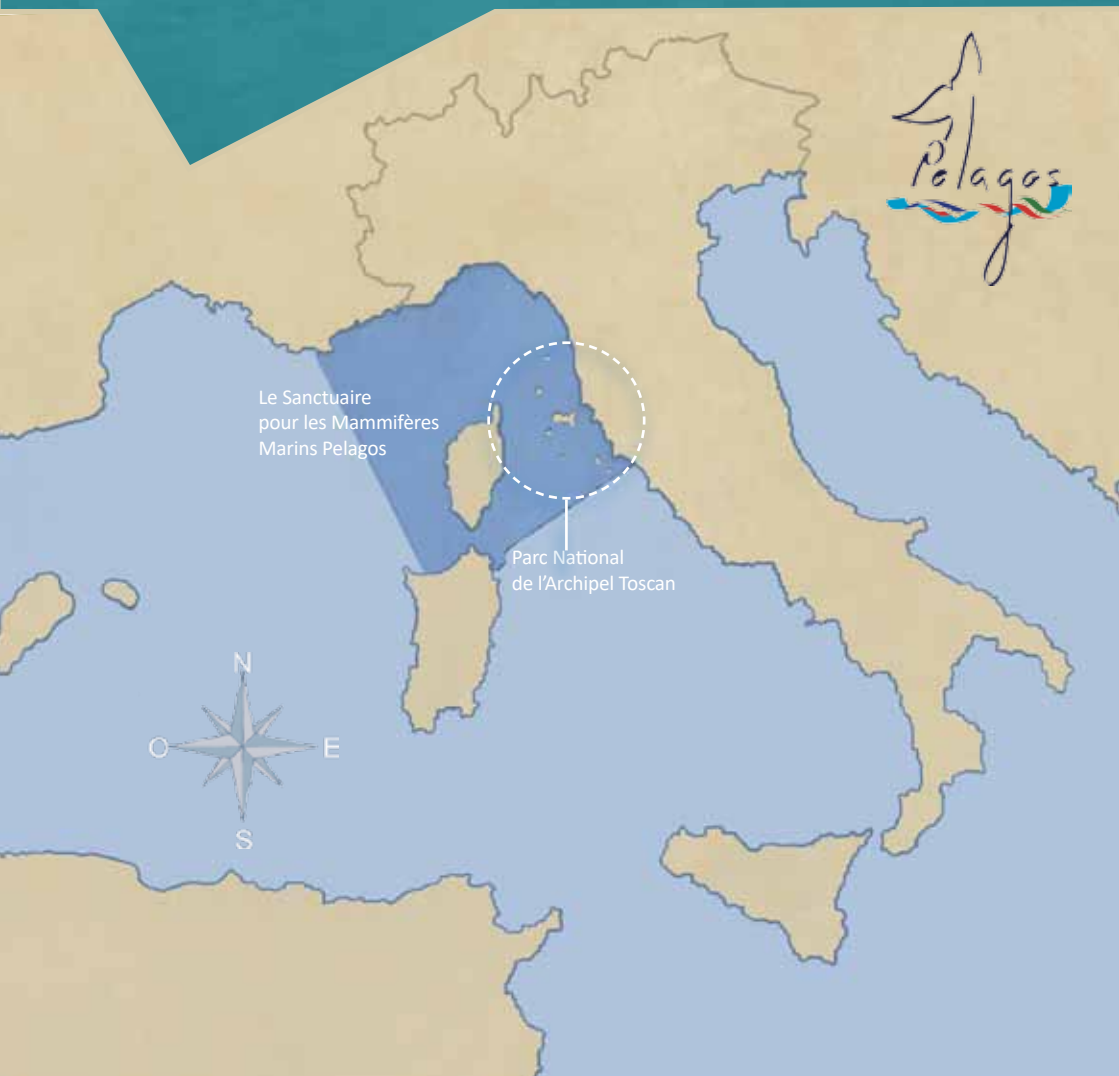 Pelagos
Le Sanctuaire
pour les Mammifères
Marins Pelagos
Parc National
de l'Archipel Toscan
N
O
E
S